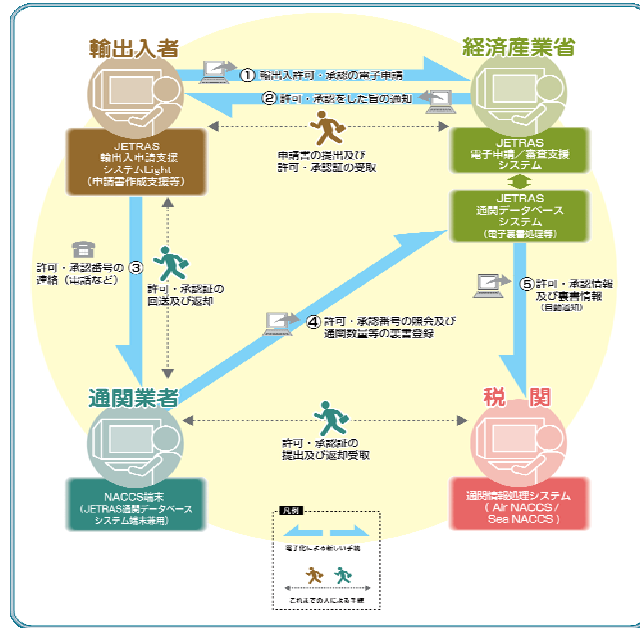 輸出入者
経済産業省
① 輸出入許可・承認の電子申請
② 許可・承認をした旨の通知
JETRAS
輸出入申請支援
システムLight
(申請書作成支援等)
申請書の提出及び
許可・承認証の受取
JETRAS
電子申請/審査支援
システム
JETRAS
通関データベース
システム
(電子裏書処理等)
③
許可・承認番号の
連絡(電話など)
許可・承認証の
回送及び返却
⑤ 許可・承認情報
及び裏書情報
(自動通知)
④ 許可・承認番号の照会及び
通関数量等の裏書登録
通関業者
税 関
許可・承認証の
提出及び返却受取
NACCS端末
(JETRAS通関データベース
システム端末兼用)
通関情報処理システム
( Air NACCS /
Sea NACCS )
凡例
電子化による新しい手続
これまでの人による手続